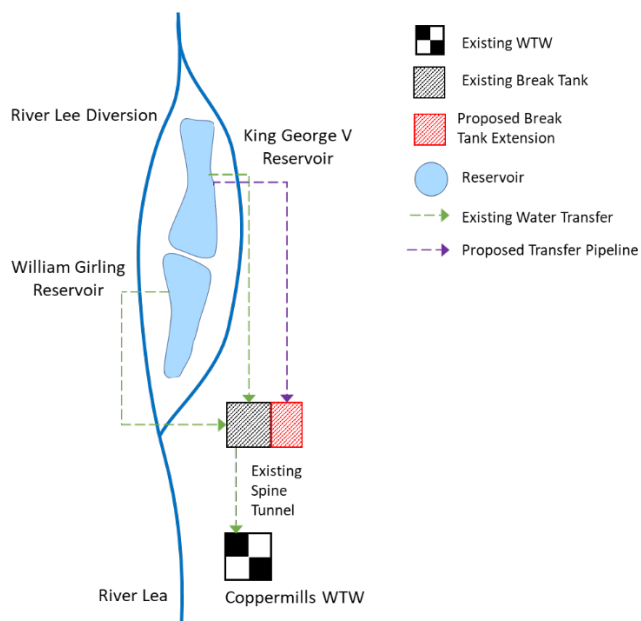 River Lee Diversion
King George V
Reservoir
William Girling
Reservoir
Existing
Spine
Tunnel
Coppermills WTW
River Lea
Existing WTW
Existing Break Tank
Proposed Break
Tank Extension
Reservoir
Existing Water Transfer
Proposed Transfer Pipeline